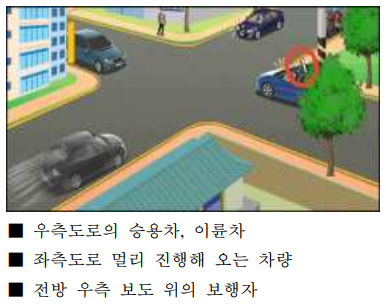 ■ 우측도로의 승용차, 이륜차
■ 좌측도로 멀리 진행해 오는 차량
■ 전방 우측 보도 위의 보행자